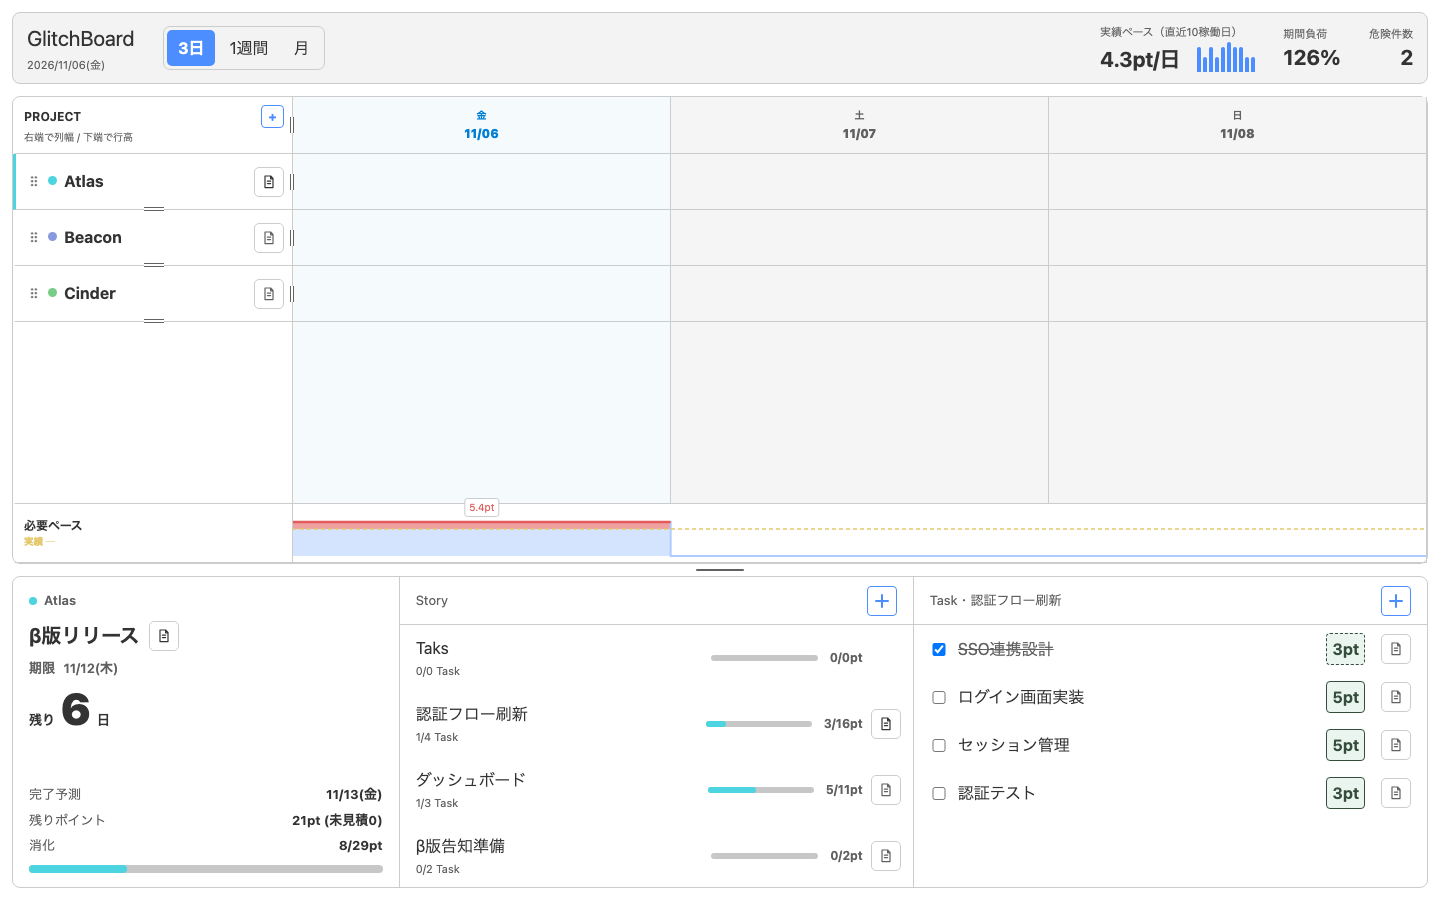 GlitchBoard
2026/11/06(金)
3日
1週間
月
実績ペース（直近10稼働日）
4.3pt/日
期間負荷
126%
危険件数
2
PROJECT
右端で列幅 / 下端で行高
+
金
11/06
土
11/07
日
11/08
Atlas
Beacon
Cinder
必要ペース
実績
5.4pt
Atlas
β版リリース
期限 11/12(木)
残り 6 日
完了予測 11/13(金)
残りポイント 21pt (未見積0)
消化 8/29pt
Story
+
Taks
0/0 Task
0/0pt
認証フロー刷新
1/4 Task
3/16pt
ダッシュボード
1/3 Task
5/11pt
β版告知準備
0/2 Task
0/2pt
Task・認証フロー刷新
+
SSO連携設計 3pt
ログイン画面実装 5pt
セッション管理 5pt
認証テスト 3pt